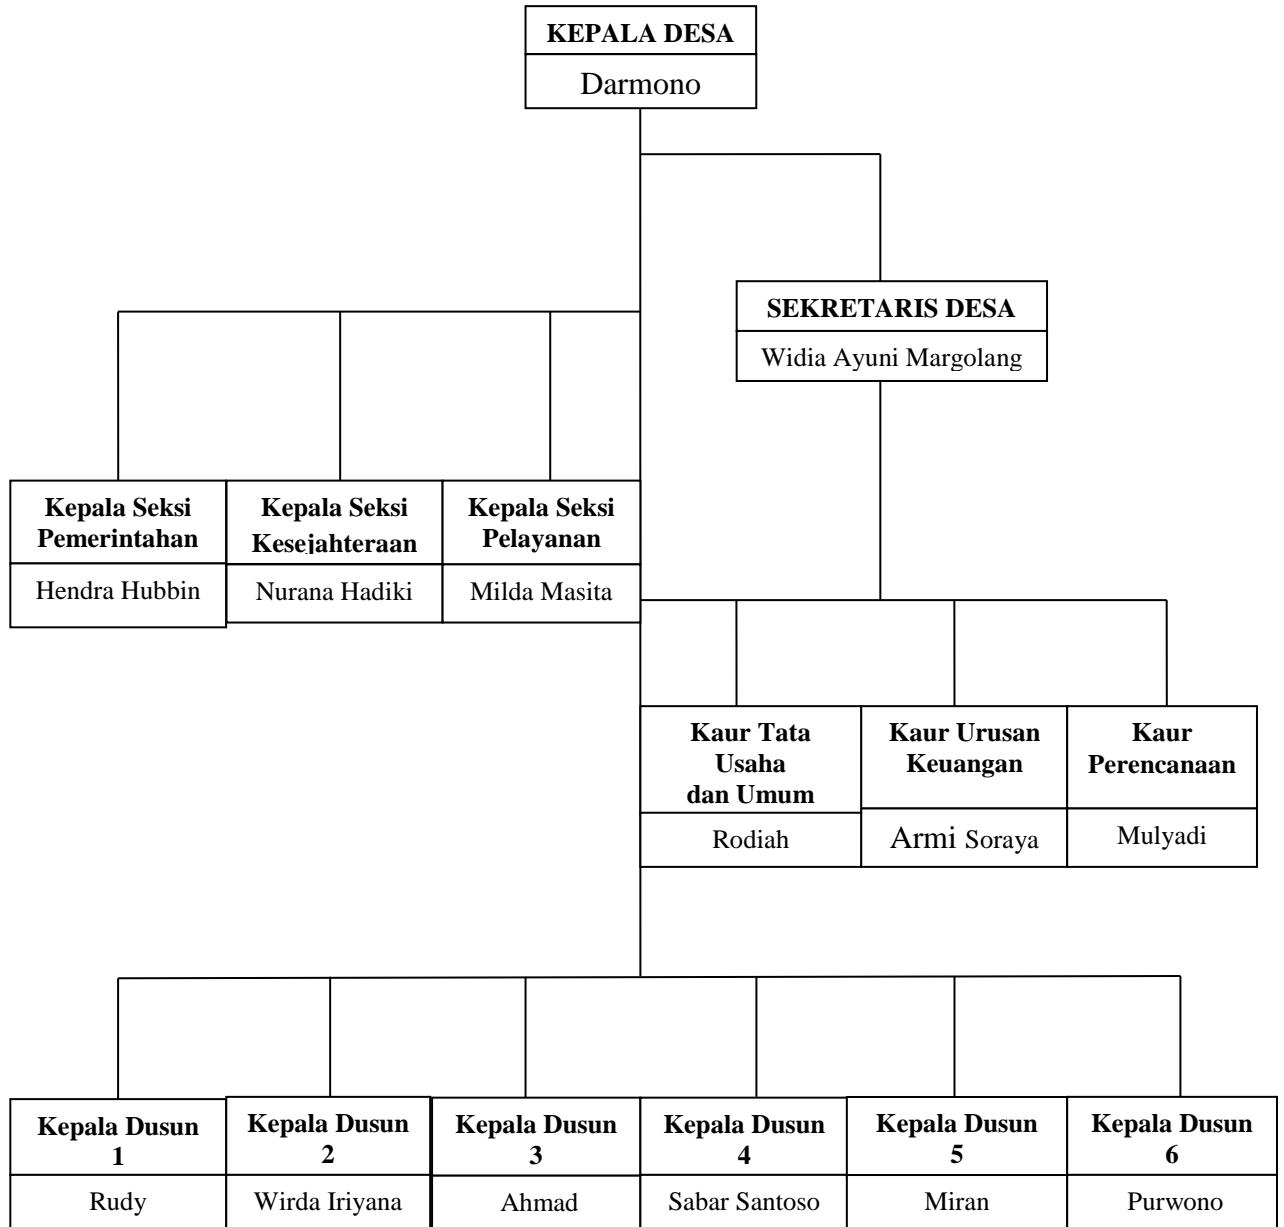 KEPALA DESA
Darmono
SEKRETARIS DESA
Widia Ayuni Margolang
Kepala Seksi
Pemerintahan
Hendra Hubbin
Kepala Seksi
Kesejahteraan
Nurana Hadiki
Kepala Seksi
Pelayanan
Milda Masita
Kaur Tata
Usaha
dan Umum
Rodiah
Kaur Urusan
Keuangan
Armi Soraya
Kaur
Perencanaan
Mulyadi
Kepala Dusun
1
Rudy
Kepala Dusun
2
Wirda Iriyana
Kepala Dusun
3
Ahmad
Kepala Dusun
4
Sabar Santoso
Kepala Dusun
5
Miran
Kepala Dusun
6
Purwono